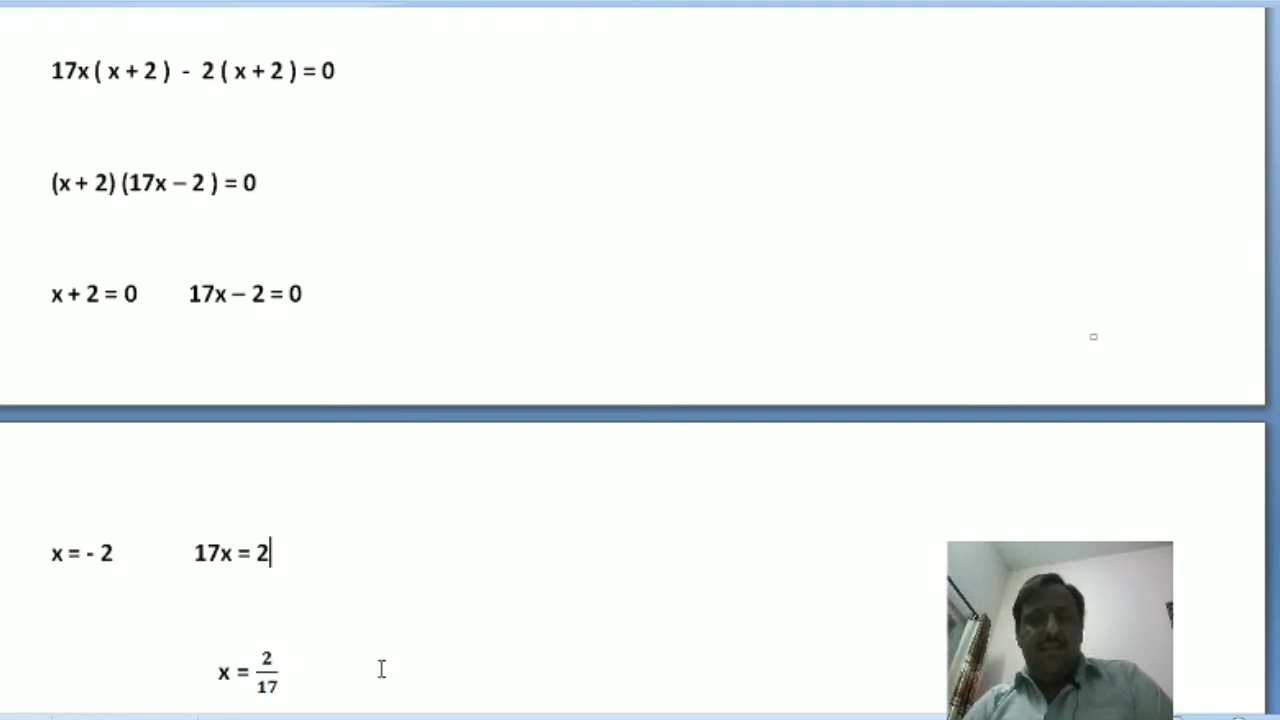 17x ( x + 2 ) - 2 ( x + 2 ) = 0
(x + 2) (17x – 2 ) = 0
x + 2 = 0 17x – 2 = 0
x = - 2 17x = 2
x = 2/17